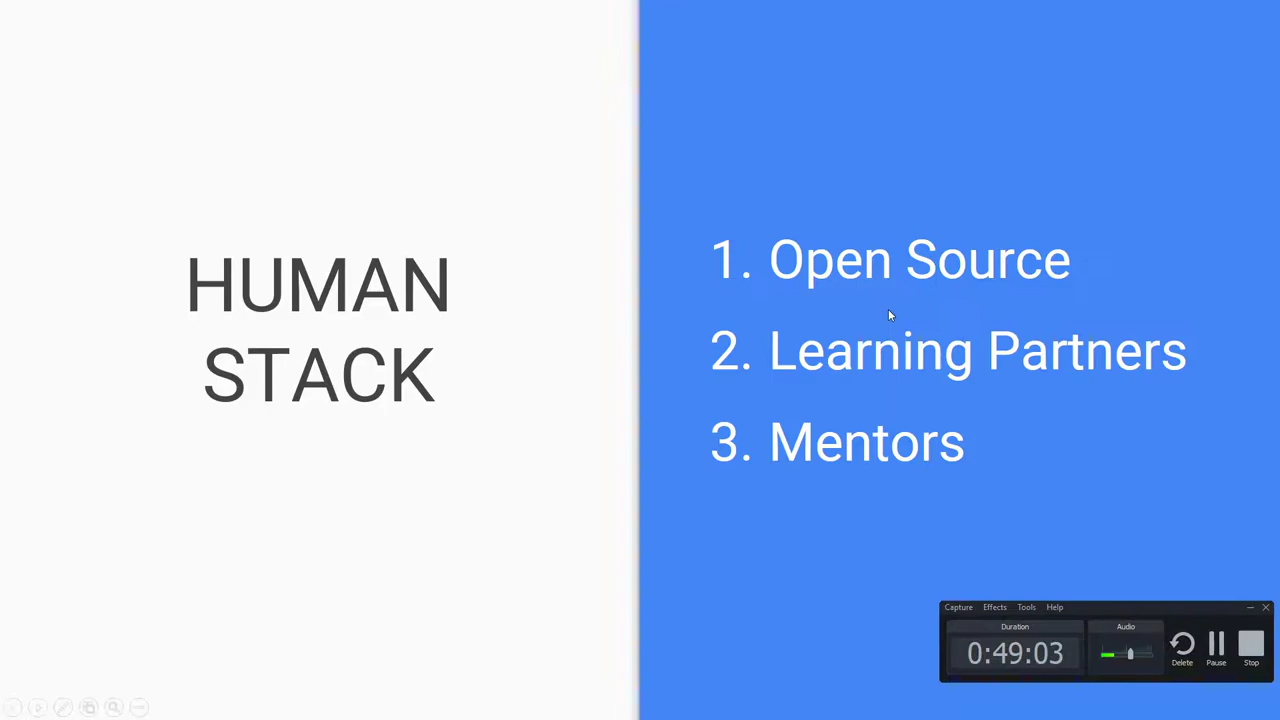 HUMAN
STACK
1. Open Source
2. Learning Partners
3. Mentors
Capture Effects Tools Help
Duration
0:49:03
Audio
Delete
Pause
Stop